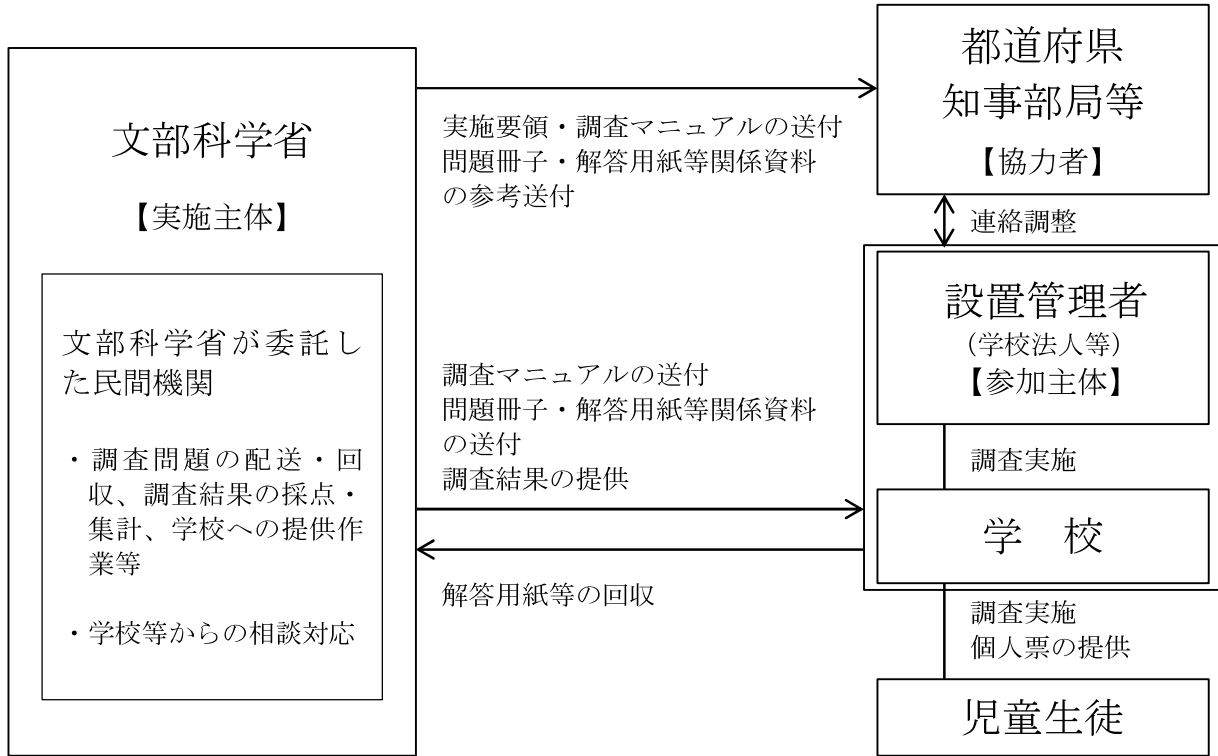 文部科学省
【実施主体】
文部科学省が委託し
た民間機関
・調査問題の配送・回
収、調査結果の採点・
集計、学校への提供作
業等
・学校等からの相談対応
実施要領・調査マニュアルの送付
問題冊子・解答用紙等関係資料
の参考送付
調査マニュアルの送付
問題冊子・解答用紙等関係資料
の送付
調査結果の提供
解答用紙等の回収
都道府県
知事部局等
【協力者】
連絡調整
設置管理者
(学校法人等)
【参加主体】
調査実施
学　校
調査実施
個人票の提供
児童生徒